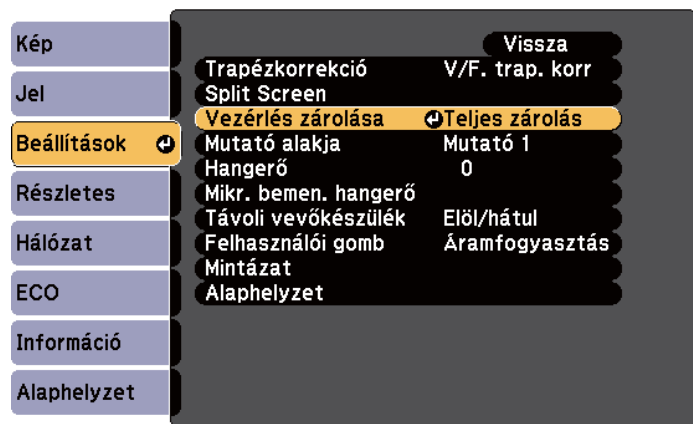 Kép
Jel
Beállítások
Részletes
Hálózat
ECO
Információ
Alaphelyzet
Vissza
Trapézkorrekció V/F. trap. korr
Split Screen
Vezérlés zárolása Teljes zárolás
Mutató alakja Mutató 1
Hangerő 0
Mikr. bemen. hangerő
Távoli vevőkészülék Elöl/hátul
Felhasználói gomb Áramfogyasztás
Mintázat
Alaphelyzet